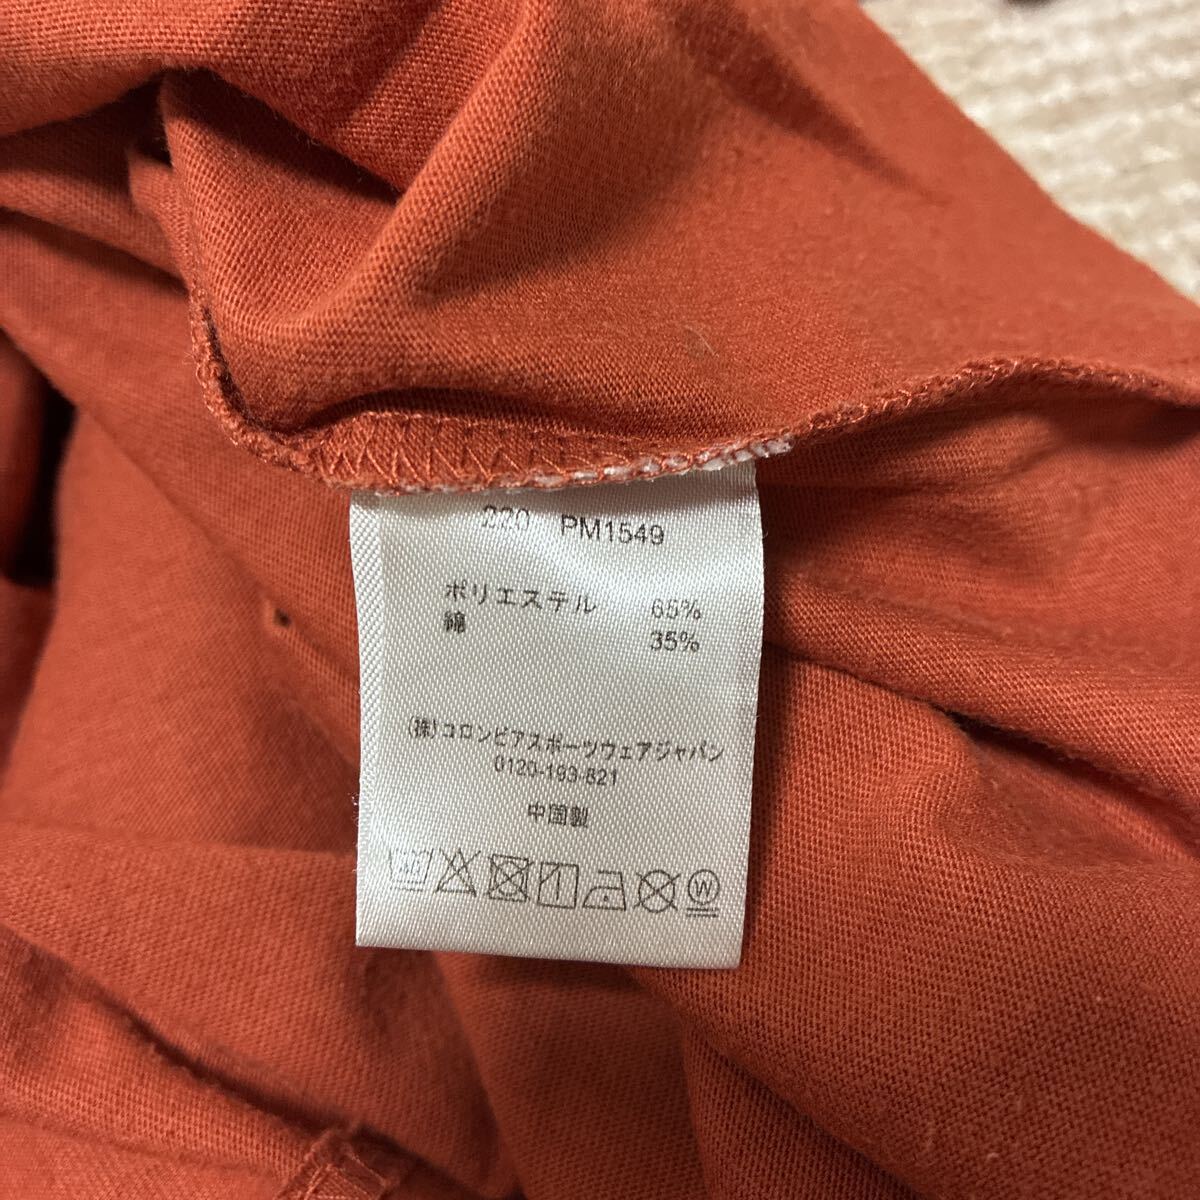 220 PM1549
ポリエステル 65%
綿 35%
(株)コロンビアスポーツウェアジャパン
0120-193-821
中国製
W